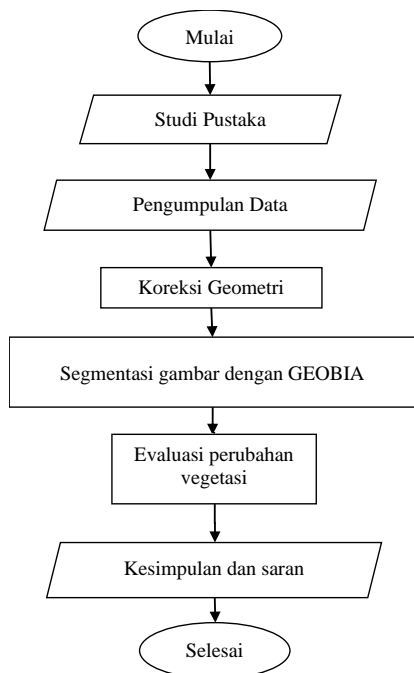 Mulai
Studi Pustaka
Pengumpulan Data
Koreksi Geometri
Segmentasi gambar dengan GEOBIA
Evaluasi perubahan
vegetasi
Kesimpulan dan saran
Selesai